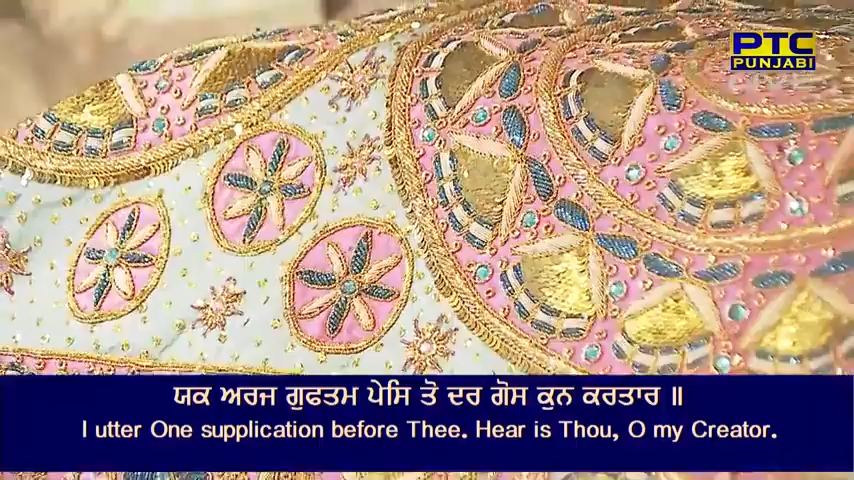 PTC
PUNJABI
ਯਕ ਅਰਜ ਗੁਫਤਮ ਪੇਸਿ ਤੋ ਦਰ ਗੋਸ ਕੁਨ ਕਰਤਾਰ ॥
I utter One supplication before Thee. Hear is Thou, O my Creator.